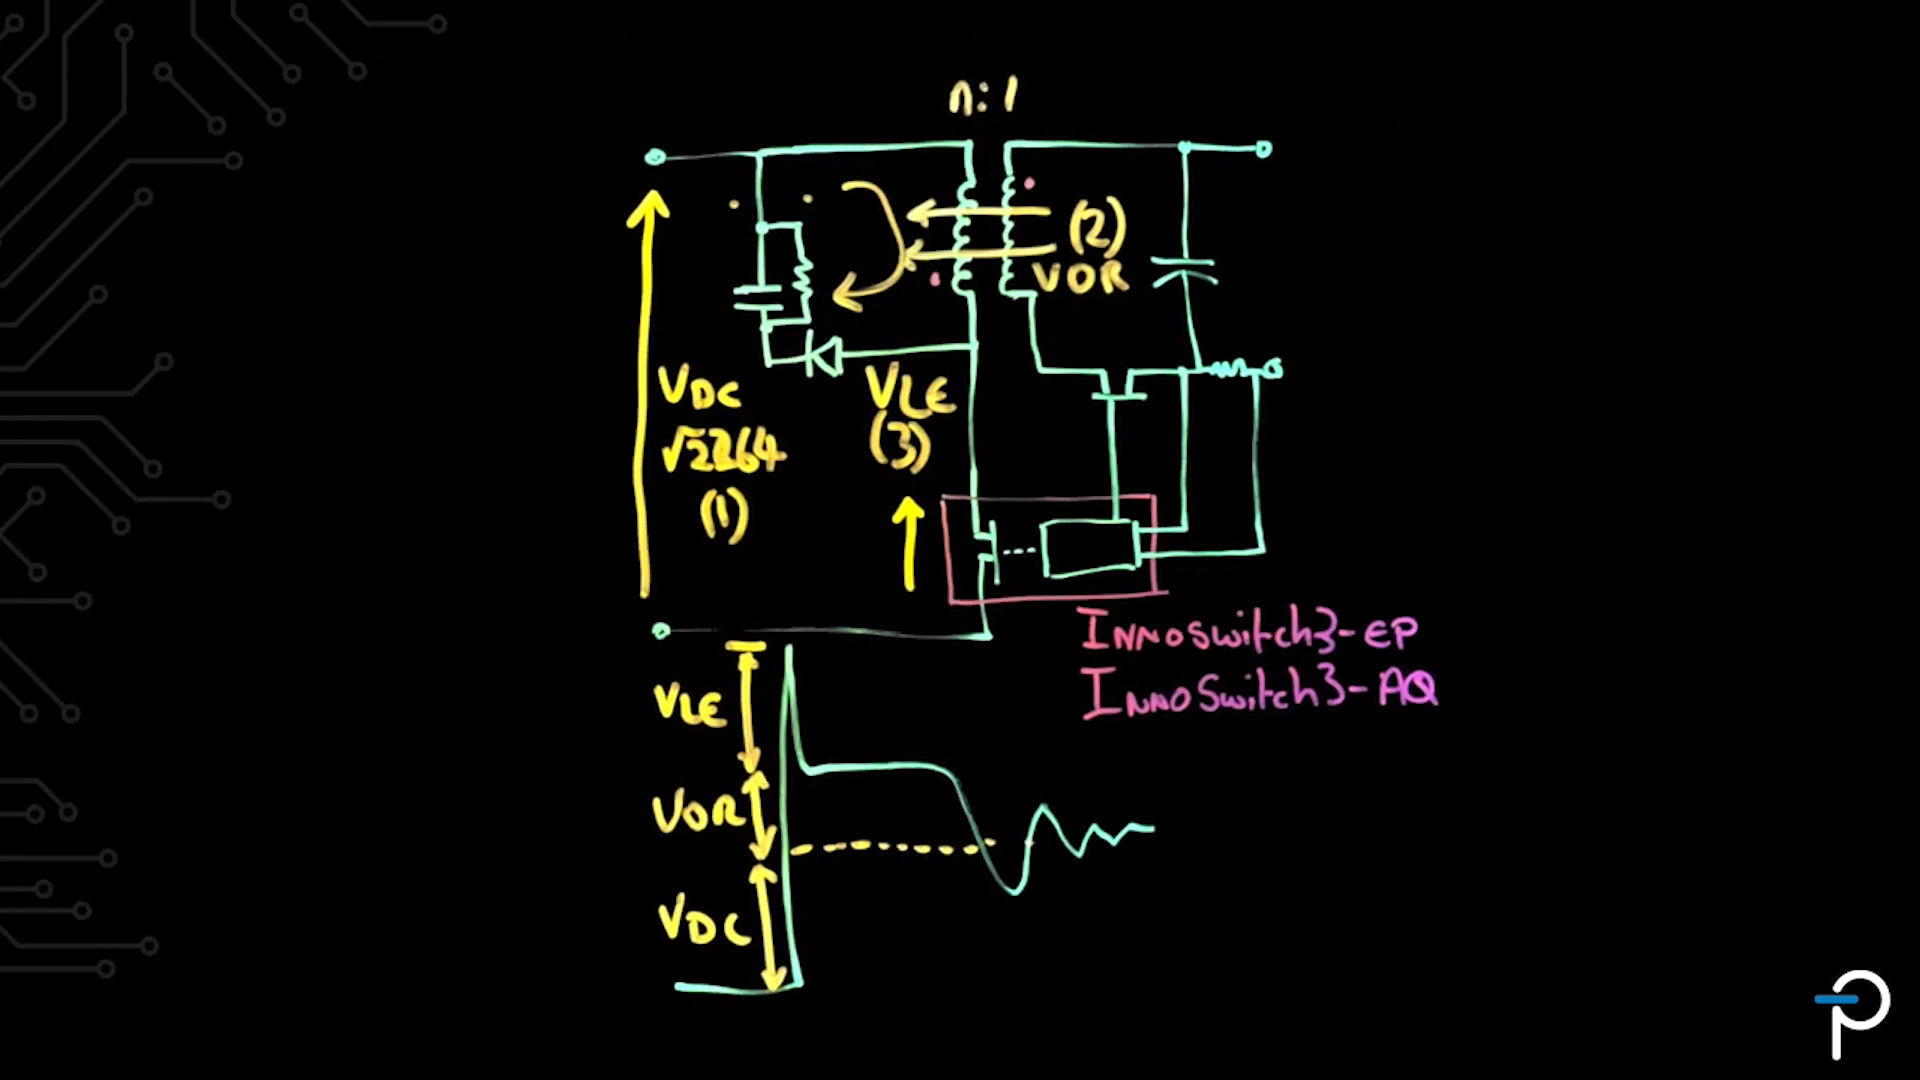 n:1
(2)
VOR
VDC
√2264
(1)
VLE
(3)
InnoSwitch3-EP
InnoSwitch3-AQ
VLE
VOR
VDC